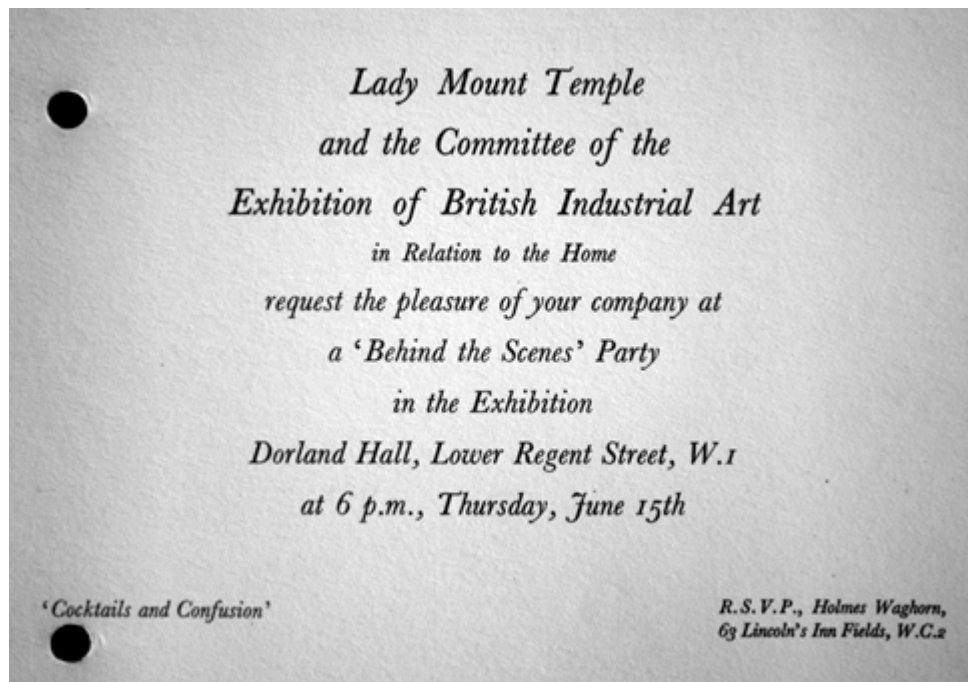 Lady Mount Temple
and the Committee of the
Exhibition of British Industrial Art
in Relation to the Home
request the pleasure of your company at
a ‘Behind the Scenes’ Party
in the Exhibition
Dorland Hall, Lower Regent Street, W.1
at 6 p.m., Thursday, June 15th
‘Cocktails and Confusion’
R.S.V.P., Holmes Waghorn,
63 Lincoln’s Inn Fields, W.C.2